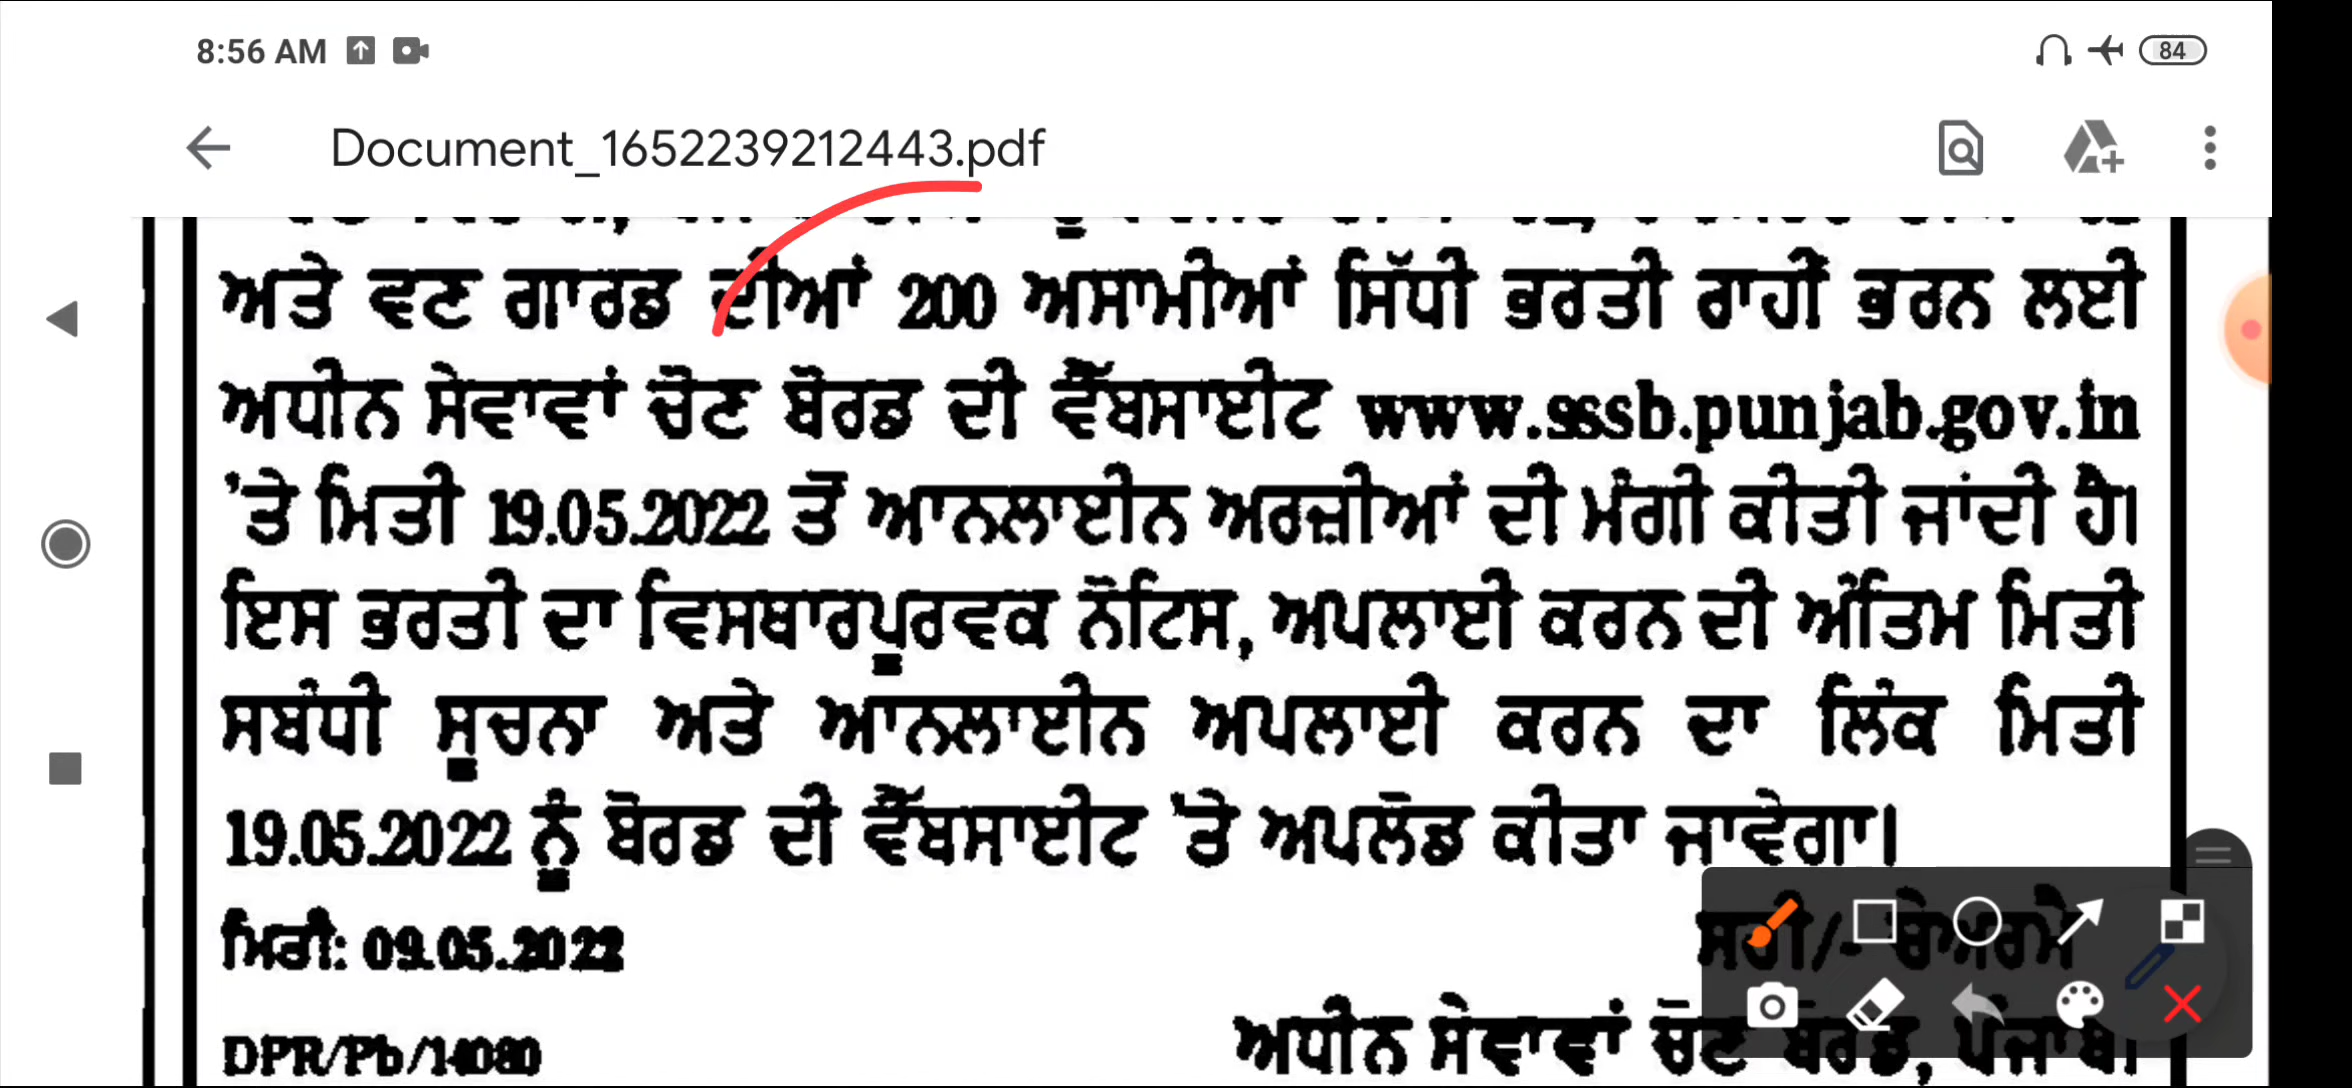 8:56 AM
84
Document_1652239212443.pdf
ਅਤੇ ਵਣ ਗਾਰਡ ਦੀਆਂ 200 ਅਸਾਮੀਆਂ ਸਿੱਧੀ ਭਰਤੀ ਰਾਹੀਂ ਭਰਨ ਲਈ
ਅਧੀਨ ਸੇਵਾਵਾਂ ਚੋਣ ਬੋਰਡ ਦੀ ਵੈੱਬਸਾਈਟ www.sssb.punjab.gov.in
'ਤੇ ਮਿਤੀ 19.05.2022 ਤੋਂ ਆਨਲਾਈਨ ਅਰਜ਼ੀਆਂ ਦੀ ਮੰਗੀ ਕੀਤੀ ਜਾਂਦੀ ਹੈ।
ਇਸ ਭਰਤੀ ਦਾ ਵਿਸਥਾਰਪੂਰਵਕ ਨੋਟਿਸ, ਅਪਲਾਈ ਕਰਨ ਦੀ ਅੰਤਿਮ ਮਿਤੀ
ਸਬੰਧੀ ਸੂਚਨਾ ਅਤੇ ਆਨਲਾਈਨ ਅਪਲਾਈ ਕਰਨ ਦਾ ਲਿੰਕ ਮਿਤੀ
19.05.2022 ਨੂੰ ਬੋਰਡ ਦੀ ਵੈੱਬਸਾਈਟ 'ਤੇ ਅਪਲੋਡ ਕੀਤਾ ਜਾਵੇਗਾ।
ਮਿਤੀ: 09.05.2022
ਸਹੀ/-
ਅਧੀਨ ਸੇਵਾਵਾਂ ਚੋਣ ਬੋਰਡ, ਪੰਜਾਬ।
DPR/Pb/14080